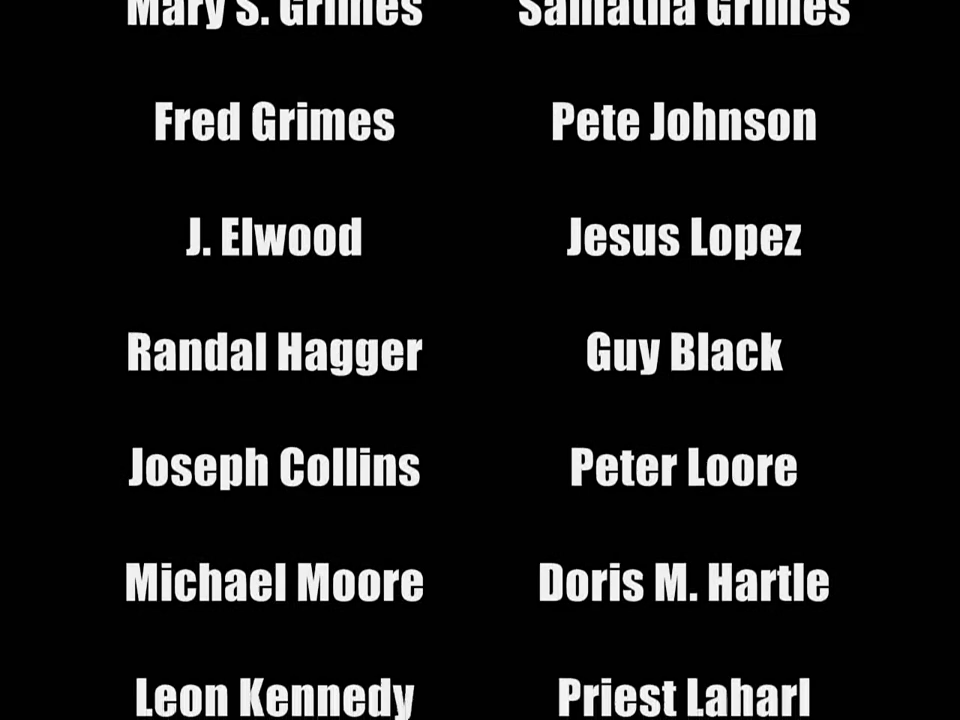 Mary S. Grimes Samatha Grimes
Fred Grimes Pete Johnson
J. Elwood Jesus Lopez
Randal Hagger Guy Black
Joseph Collins Peter Loore
Michael Moore Doris M. Hartle
Leon Kennedy Priest Laharl